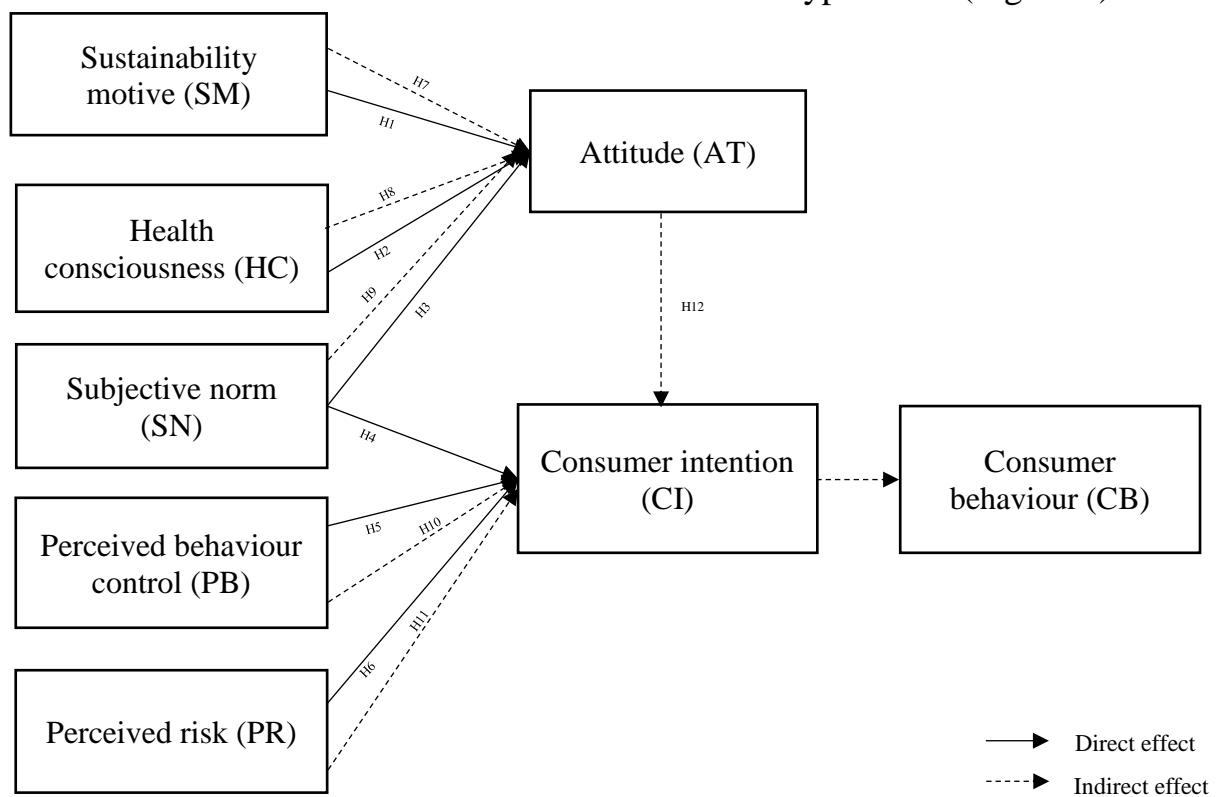 Sustainability
motive (SM)
H7
H1
Attitude (AT)
Health
consciousness (HC)
H8
H2
H9
H3
H12
Subjective norm
(SN)
H4
Consumer intention
(CI)
Consumer
behaviour (CB)
Perceived behaviour
control (PB)
H5
H10
H11
H6
Perceived risk (PR)
Direct effect
Indirect effect